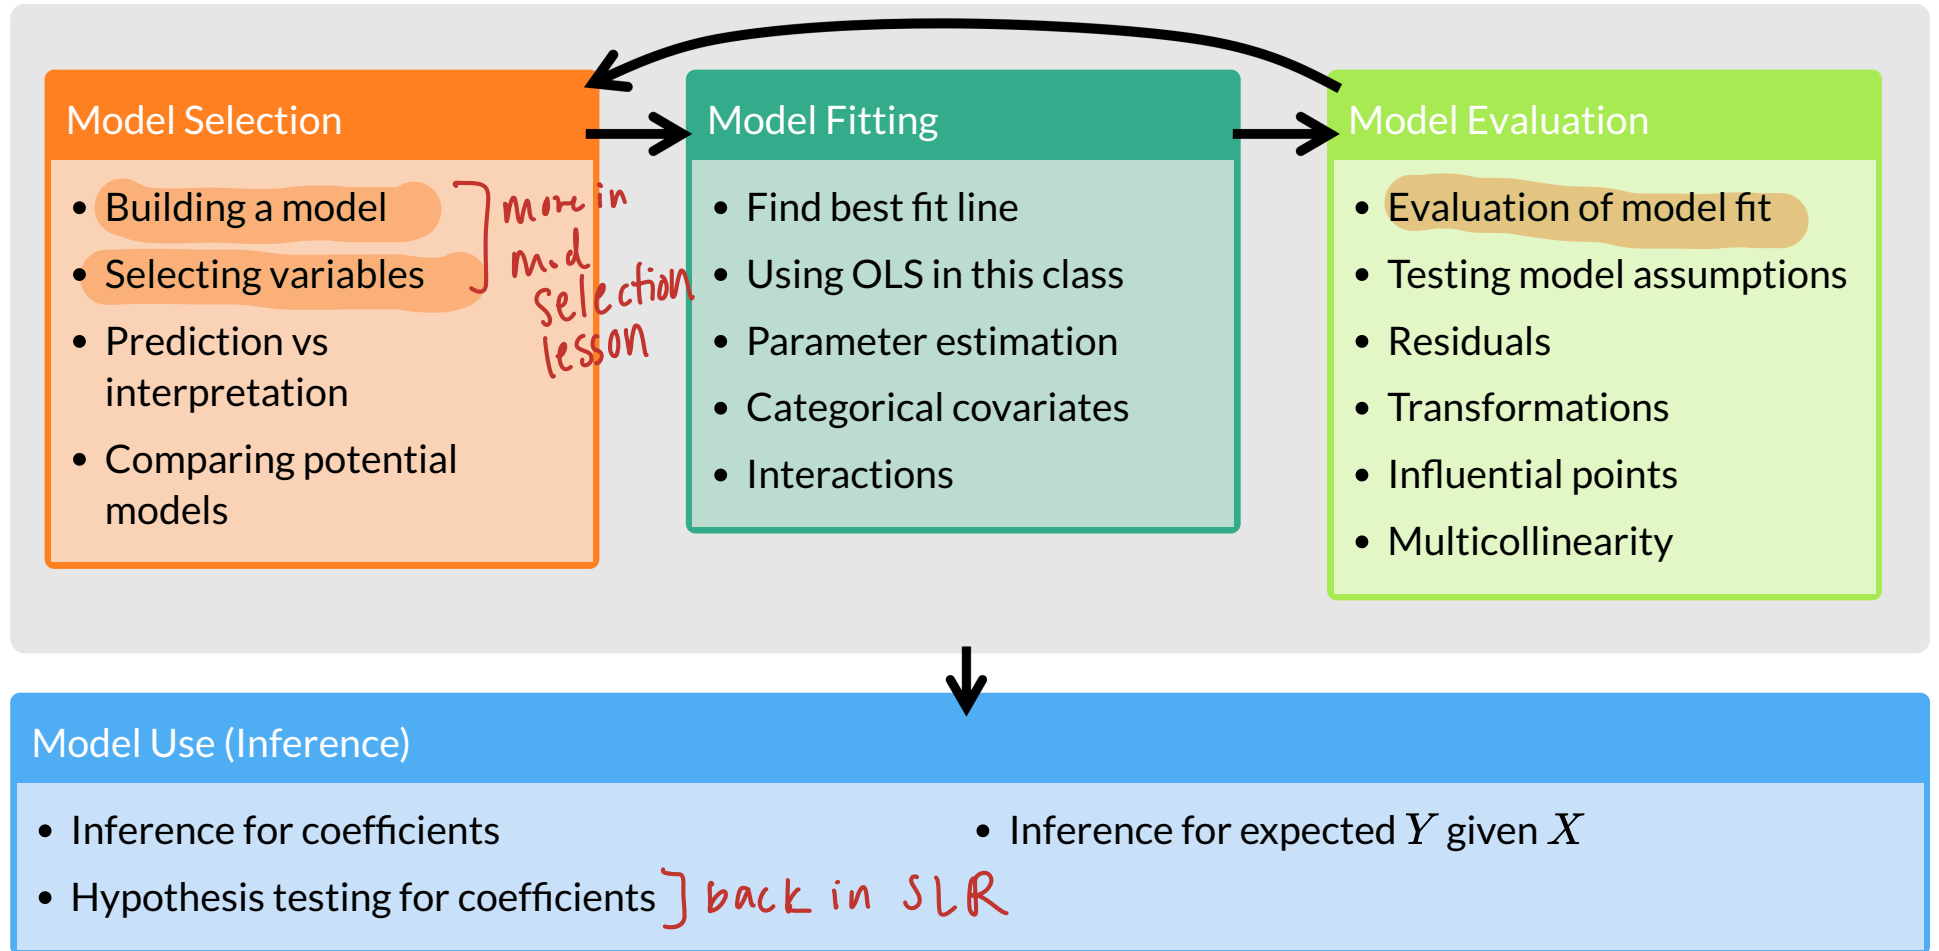 Model Selection
• Building a model
• Selecting variables
• Prediction vs
interpretation
• Comparing potential
models
more in
mod
selection
lesson
Model Fitting
• Find best fit line
• Using OLS in this class
• Parameter estimation
• Categorical covariates
• Interactions
Model Evaluation
• Evaluation of model fit
• Testing model assumptions
• Residuals
• Transformations
• Influential points
• Multicollinearity
Model Use (Inference)
• Inference for coefficients
• Hypothesis testing for coefficients
back in SLR
• Inference for expected Y given X